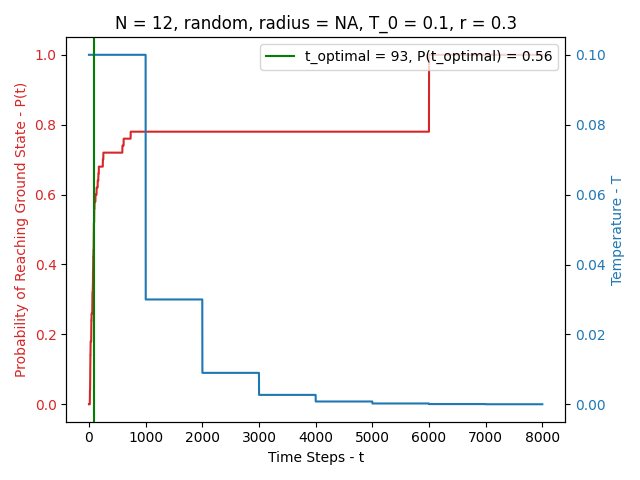 N = 12, random, radius = NA, T_0 = 0.1, r = 0.3
t_optimal = 93, P(t_optimal) = 0.56
Probability of Reaching Ground State - P(t)
1.0
0.8
0.6
0.4
0.2
0.0
0.10
0.08
0.06
0.04
0.02
0.00
Temperature - T
0 1000 2000 3000 4000 5000 6000 7000 8000
Time Steps - t